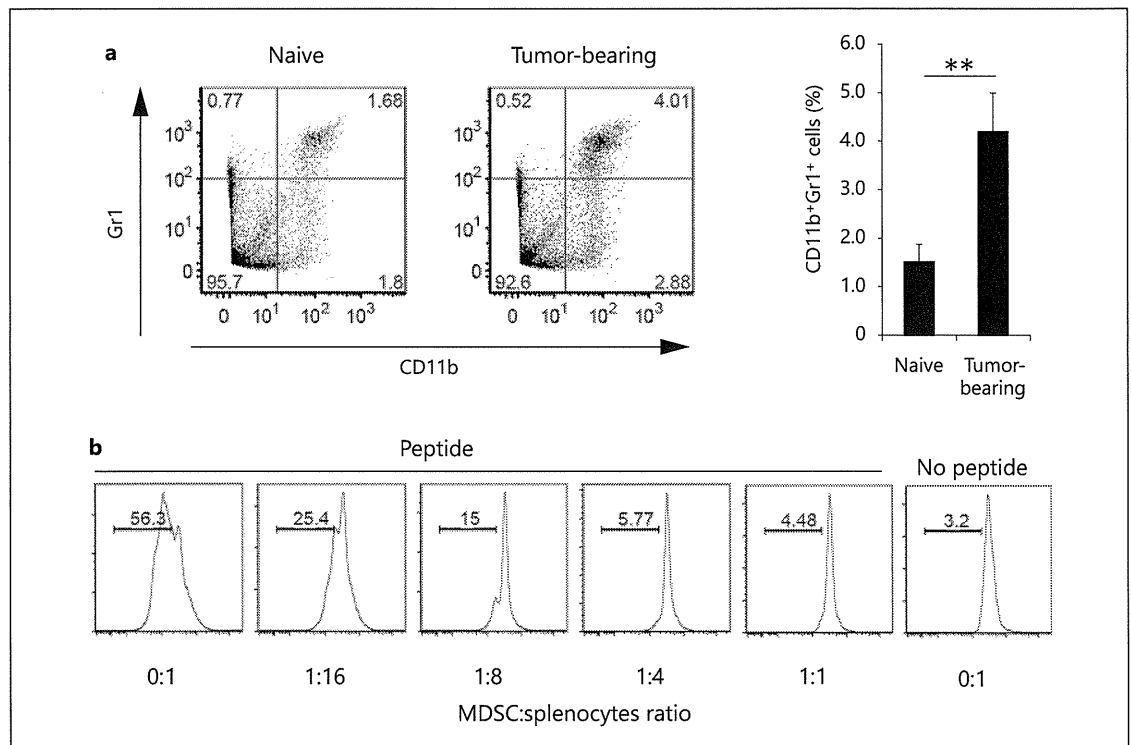 a
Naive
Tumor-bearing
0.77 1.68
95.7 1.8
10³
10²
10¹
0
0 10¹ 10² 10³
0.52 4.01
92.6 2.88
10³
10²
10¹
0
0 10¹ 10² 10³
Gr1
CD11b
**
CD11b⁺Gr1⁺ cells (%)
6.0
5.0
4.0
3.0
2.0
1.0
0
Naive
Tumor-
bearing
b
Peptide
No peptide
56.3
25.4
15
5.77
4.48
3.2
0:1
1:16
1:8
1:4
1:1
0:1
MDSC:splenocytes ratio